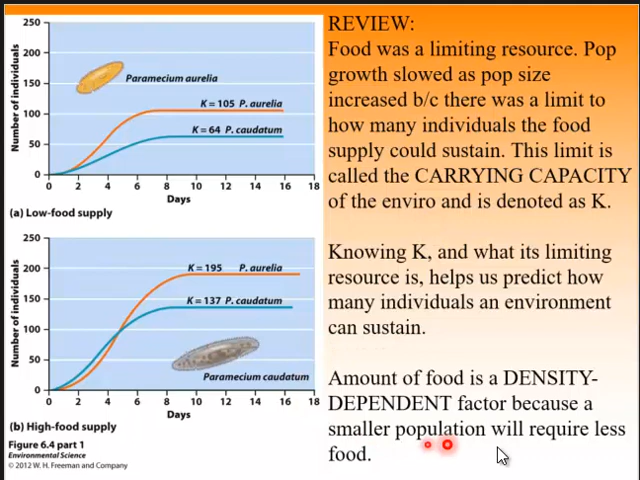 250
200
150
100
50
0
Number of individuals
Paramecium aurelia
K = 105 P. aurelia
K = 64 P. caudatum
0 2 4 6 8 10 12 14 16 18
Days
(a) Low-food supply
250
200
150
100
50
0
Number of individuals
K = 195 P. aurelia
K = 137 P. caudatum
Paramecium caudatum
0 2 4 6 8 10 12 14 16 18
Days
(b) High-food supply
Figure 6.4 part 1
Environmental Science
© 2012 W. H. Freeman and Company
REVIEW:
Food was a limiting resource. Pop
growth slowed as pop size
increased b/c there was a limit to
how many individuals the food
supply could sustain. This limit is
called the CARRYING CAPACITY
of the enviro and is denoted as K.
Knowing K, and what its limiting
resource is, helps us predict how
many individuals an environment
can sustain.
Amount of food is a DENSITY-
DEPENDENT factor because a
smaller population will require less
food.